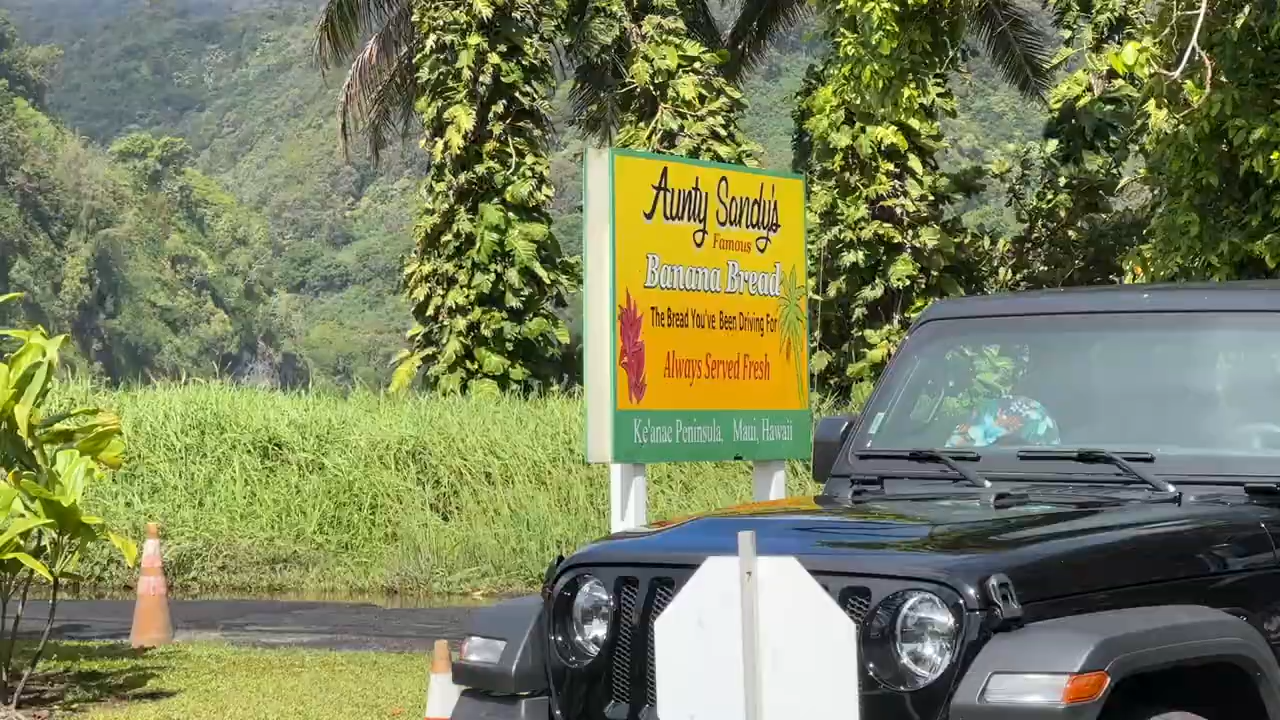 Aunty Sandy's
Famous
Banana Bread
The Bread You've Been Driving For
Always Served Fresh
Ke'anae Peninsula, Maui, Hawaii